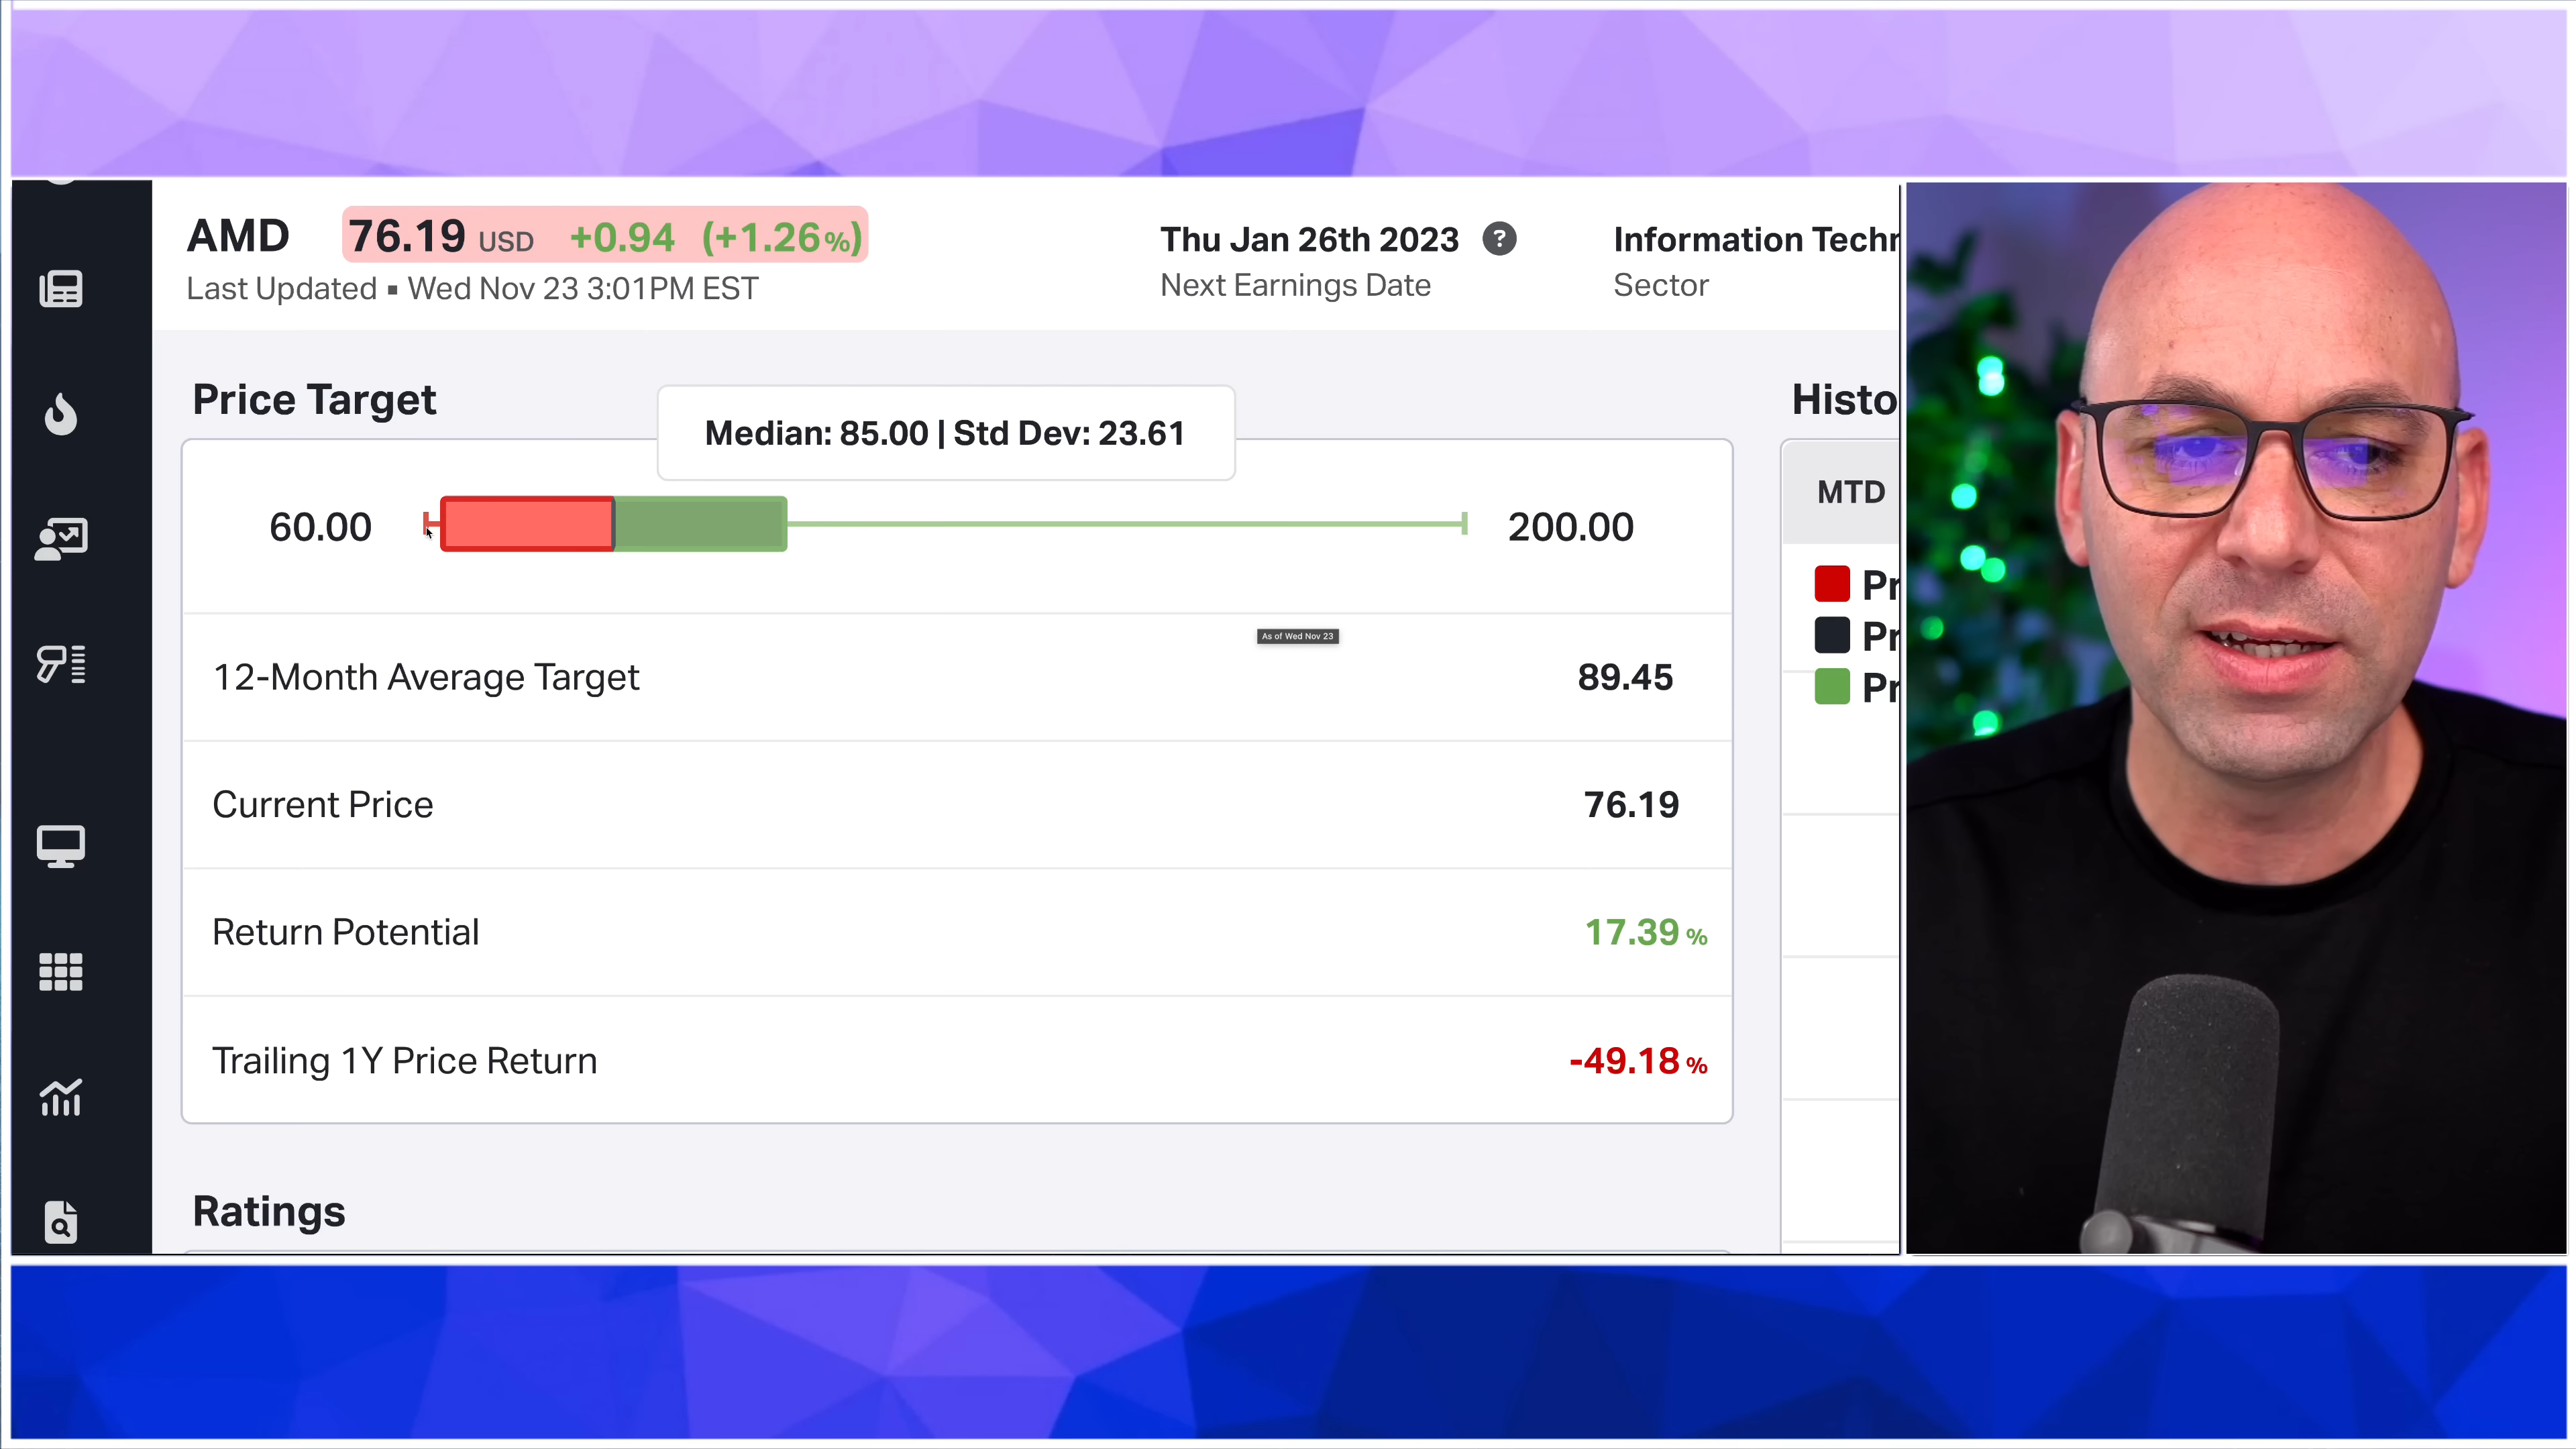 AMD 76.19 USD +0.94 (+1.26%)
Last Updated ▪ Wed Nov 23 3:01PM EST
Thu Jan 26th 2023 ?
Next Earnings Date
Information Techr
Sector
Price Target
Median: 85.00 | Std Dev: 23.61
60.00
200.00
As of Wed Nov 23
12-Month Average Target 89.45
Current Price 76.19
Return Potential 17.39 %
Trailing 1Y Price Return -49.18 %
Histo
MTD
Pr
Pr
Pr
Ratings